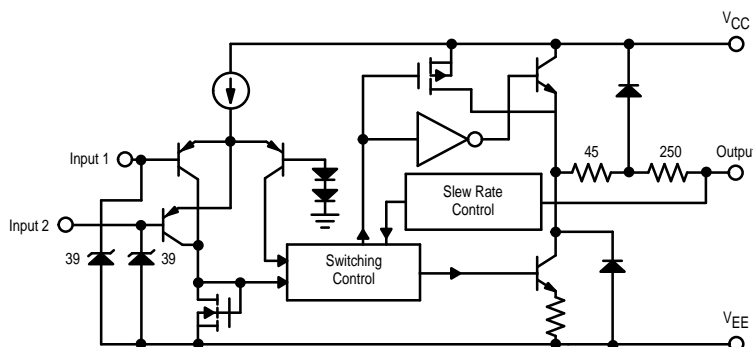 VCC
Input 1
45
250
Output
Input 2
Slew Rate
Control
39
39
Switching
Control
VEE